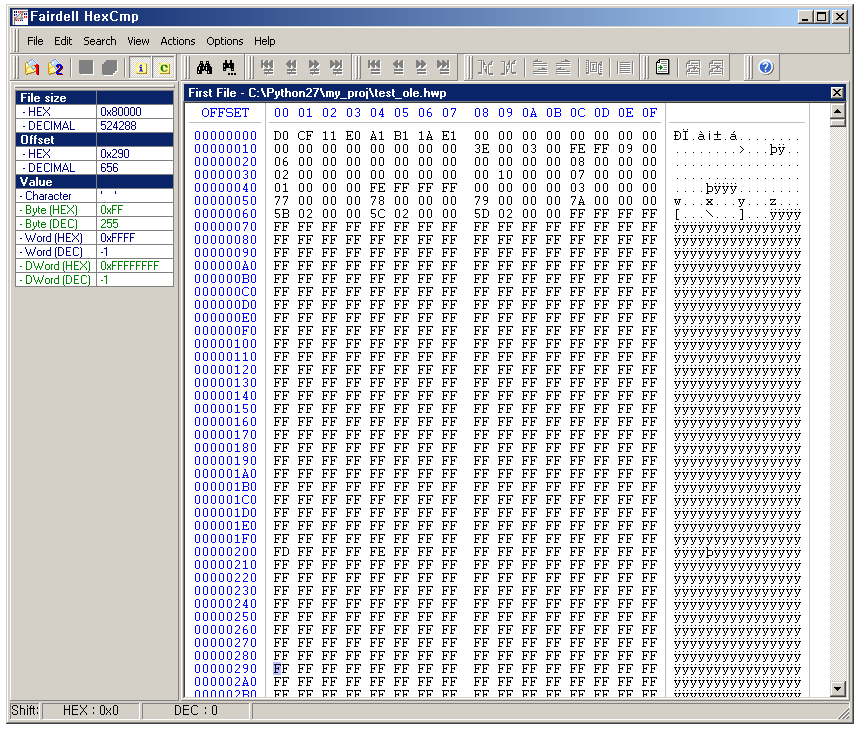 Fairdell HexCmp
File Edit Search View Actions Options Help
File size
- HEX 0x80000
- DECIMAL 524288
Offset
- HEX 0x290
- DECIMAL 656
Value
- Character ' '
- Byte (HEX) 0xFF
- Byte (DEC) 255
- Word (HEX) 0xFFFF
- Word (DEC) -1
- DWord (HEX) 0xFFFFFFFF
- DWord (DEC) -1
First File - C:\Python27\my_proj\test_ole.hwp
OFFSET 00 01 02 03 04 05 06 07 08 09 0A 0B 0C 0D 0E 0F
00000000 D0 CF 11 E0 A1 B1 1A E1 00 00 00 00 00 00 00 00 ÐÏ.à¡±.á........
00000010 00 00 00 00 00 00 00 00 3E 00 03 00 FE FF 09 00 ........>...þÿ..
00000020 06 00 00 00 00 00 00 00 00 00 00 00 08 00 00 00 ................
00000030 02 00 00 00 00 00 00 00 00 10 00 00 07 00 00 00 ................
00000040 01 00 00 00 FE FF FF FF 00 00 00 00 03 00 00 00 ....þÿÿÿ........
00000050 77 00 00 00 78 00 00 00 79 00 00 00 7A 00 00 00 w...x...y...z...
00000060 5B 02 00 00 5C 02 00 00 5D 02 00 00 FF FF FF FF [...\...]...ÿÿÿÿ
00000070 FF FF FF FF FF FF FF FF FF FF FF FF FF FF FF FF ÿÿÿÿÿÿÿÿÿÿÿÿÿÿÿÿ
00000080 FF FF FF FF FF FF FF FF FF FF FF FF FF FF FF FF ÿÿÿÿÿÿÿÿÿÿÿÿÿÿÿÿ
00000090 FF FF FF FF FF FF FF FF FF FF FF FF FF FF FF FF ÿÿÿÿÿÿÿÿÿÿÿÿÿÿÿÿ
000000A0 FF FF FF FF FF FF FF FF FF FF FF FF FF FF FF FF ÿÿÿÿÿÿÿÿÿÿÿÿÿÿÿÿ
000000B0 FF FF FF FF FF FF FF FF FF FF FF FF FF FF FF FF ÿÿÿÿÿÿÿÿÿÿÿÿÿÿÿÿ
000000C0 FF FF FF FF FF FF FF FF FF FF FF FF FF FF FF FF ÿÿÿÿÿÿÿÿÿÿÿÿÿÿÿÿ
000000D0 FF FF FF FF FF FF FF FF FF FF FF FF FF FF FF FF ÿÿÿÿÿÿÿÿÿÿÿÿÿÿÿÿ
000000E0 FF FF FF FF FF FF FF FF FF FF FF FF FF FF FF FF ÿÿÿÿÿÿÿÿÿÿÿÿÿÿÿÿ
000000F0 FF FF FF FF FF FF FF FF FF FF FF FF FF FF FF FF ÿÿÿÿÿÿÿÿÿÿÿÿÿÿÿÿ
00000100 FF FF FF FF FF FF FF FF FF FF FF FF FF FF FF FF ÿÿÿÿÿÿÿÿÿÿÿÿÿÿÿÿ
00000110 FF FF FF FF FF FF FF FF FF FF FF FF FF FF FF FF ÿÿÿÿÿÿÿÿÿÿÿÿÿÿÿÿ
00000120 FF FF FF FF FF FF FF FF FF FF FF FF FF FF FF FF ÿÿÿÿÿÿÿÿÿÿÿÿÿÿÿÿ
00000130 FF FF FF FF FF FF FF FF FF FF FF FF FF FF FF FF ÿÿÿÿÿÿÿÿÿÿÿÿÿÿÿÿ
00000140 FF FF FF FF FF FF FF FF FF FF FF FF FF FF FF FF ÿÿÿÿÿÿÿÿÿÿÿÿÿÿÿÿ
00000150 FF FF FF FF FF FF FF FF FF FF FF FF FF FF FF FF ÿÿÿÿÿÿÿÿÿÿÿÿÿÿÿÿ
00000160 FF FF FF FF FF FF FF FF FF FF FF FF FF FF FF FF ÿÿÿÿÿÿÿÿÿÿÿÿÿÿÿÿ
00000170 FF FF FF FF FF FF FF FF FF FF FF FF FF FF FF FF ÿÿÿÿÿÿÿÿÿÿÿÿÿÿÿÿ
00000180 FF FF FF FF FF FF FF FF FF FF FF FF FF FF FF FF ÿÿÿÿÿÿÿÿÿÿÿÿÿÿÿÿ
00000190 FF FF FF FF FF FF FF FF FF FF FF FF FF FF FF FF ÿÿÿÿÿÿÿÿÿÿÿÿÿÿÿÿ
000001A0 FF FF FF FF FF FF FF FF FF FF FF FF FF FF FF FF ÿÿÿÿÿÿÿÿÿÿÿÿÿÿÿÿ
000001B0 FF FF FF FF FF FF FF FF FF FF FF FF FF FF FF FF ÿÿÿÿÿÿÿÿÿÿÿÿÿÿÿÿ
000001C0 FF FF FF FF FF FF FF FF FF FF FF FF FF FF FF FF ÿÿÿÿÿÿÿÿÿÿÿÿÿÿÿÿ
000001D0 FF FF FF FF FF FF FF FF FF FF FF FF FF FF FF FF ÿÿÿÿÿÿÿÿÿÿÿÿÿÿÿÿ
000001E0 FF FF FF FF FF FF FF FF FF FF FF FF FF FF FF FF ÿÿÿÿÿÿÿÿÿÿÿÿÿÿÿÿ
000001F0 FF FF FF FF FF FF FF FF FF FF FF FF FF FF FF FF ÿÿÿÿÿÿÿÿÿÿÿÿÿÿÿÿ
00000200 FD FF FF FF FE FF FF FF FF FF FF FF FF FF FF FF ýÿÿÿþÿÿÿÿÿÿÿÿÿÿÿ
00000210 FF FF FF FF FF FF FF FF FF FF FF FF FF FF FF FF ÿÿÿÿÿÿÿÿÿÿÿÿÿÿÿÿ
00000220 FF FF FF FF FF FF FF FF FF FF FF FF FF FF FF FF ÿÿÿÿÿÿÿÿÿÿÿÿÿÿÿÿ
00000230 FF FF FF FF FF FF FF FF FF FF FF FF FF FF FF FF ÿÿÿÿÿÿÿÿÿÿÿÿÿÿÿÿ
00000240 FF FF FF FF FF FF FF FF FF FF FF FF FF FF FF FF ÿÿÿÿÿÿÿÿÿÿÿÿÿÿÿÿ
00000250 FF FF FF FF FF FF FF FF FF FF FF FF FF FF FF FF ÿÿÿÿÿÿÿÿÿÿÿÿÿÿÿÿ
00000260 FF FF FF FF FF FF FF FF FF FF FF FF FF FF FF FF ÿÿÿÿÿÿÿÿÿÿÿÿÿÿÿÿ
00000270 FF FF FF FF FF FF FF FF FF FF FF FF FF FF FF FF ÿÿÿÿÿÿÿÿÿÿÿÿÿÿÿÿ
00000280 FF FF FF FF FF FF FF FF FF FF FF FF FF FF FF FF ÿÿÿÿÿÿÿÿÿÿÿÿÿÿÿÿ
00000290 FF FF FF FF FF FF FF FF FF FF FF FF FF FF FF FF ÿÿÿÿÿÿÿÿÿÿÿÿÿÿÿÿ
000002A0 FF FF FF FF FF FF FF FF FF FF FF FF FF FF FF FF ÿÿÿÿÿÿÿÿÿÿÿÿÿÿÿÿ
000002B0 FF FF FF FF FF FF FF FF FF FF FF FF FF FF FF FF ÿÿÿÿÿÿÿÿÿÿÿÿÿÿÿÿ
Shift: HEX : 0x0 DEC : 0